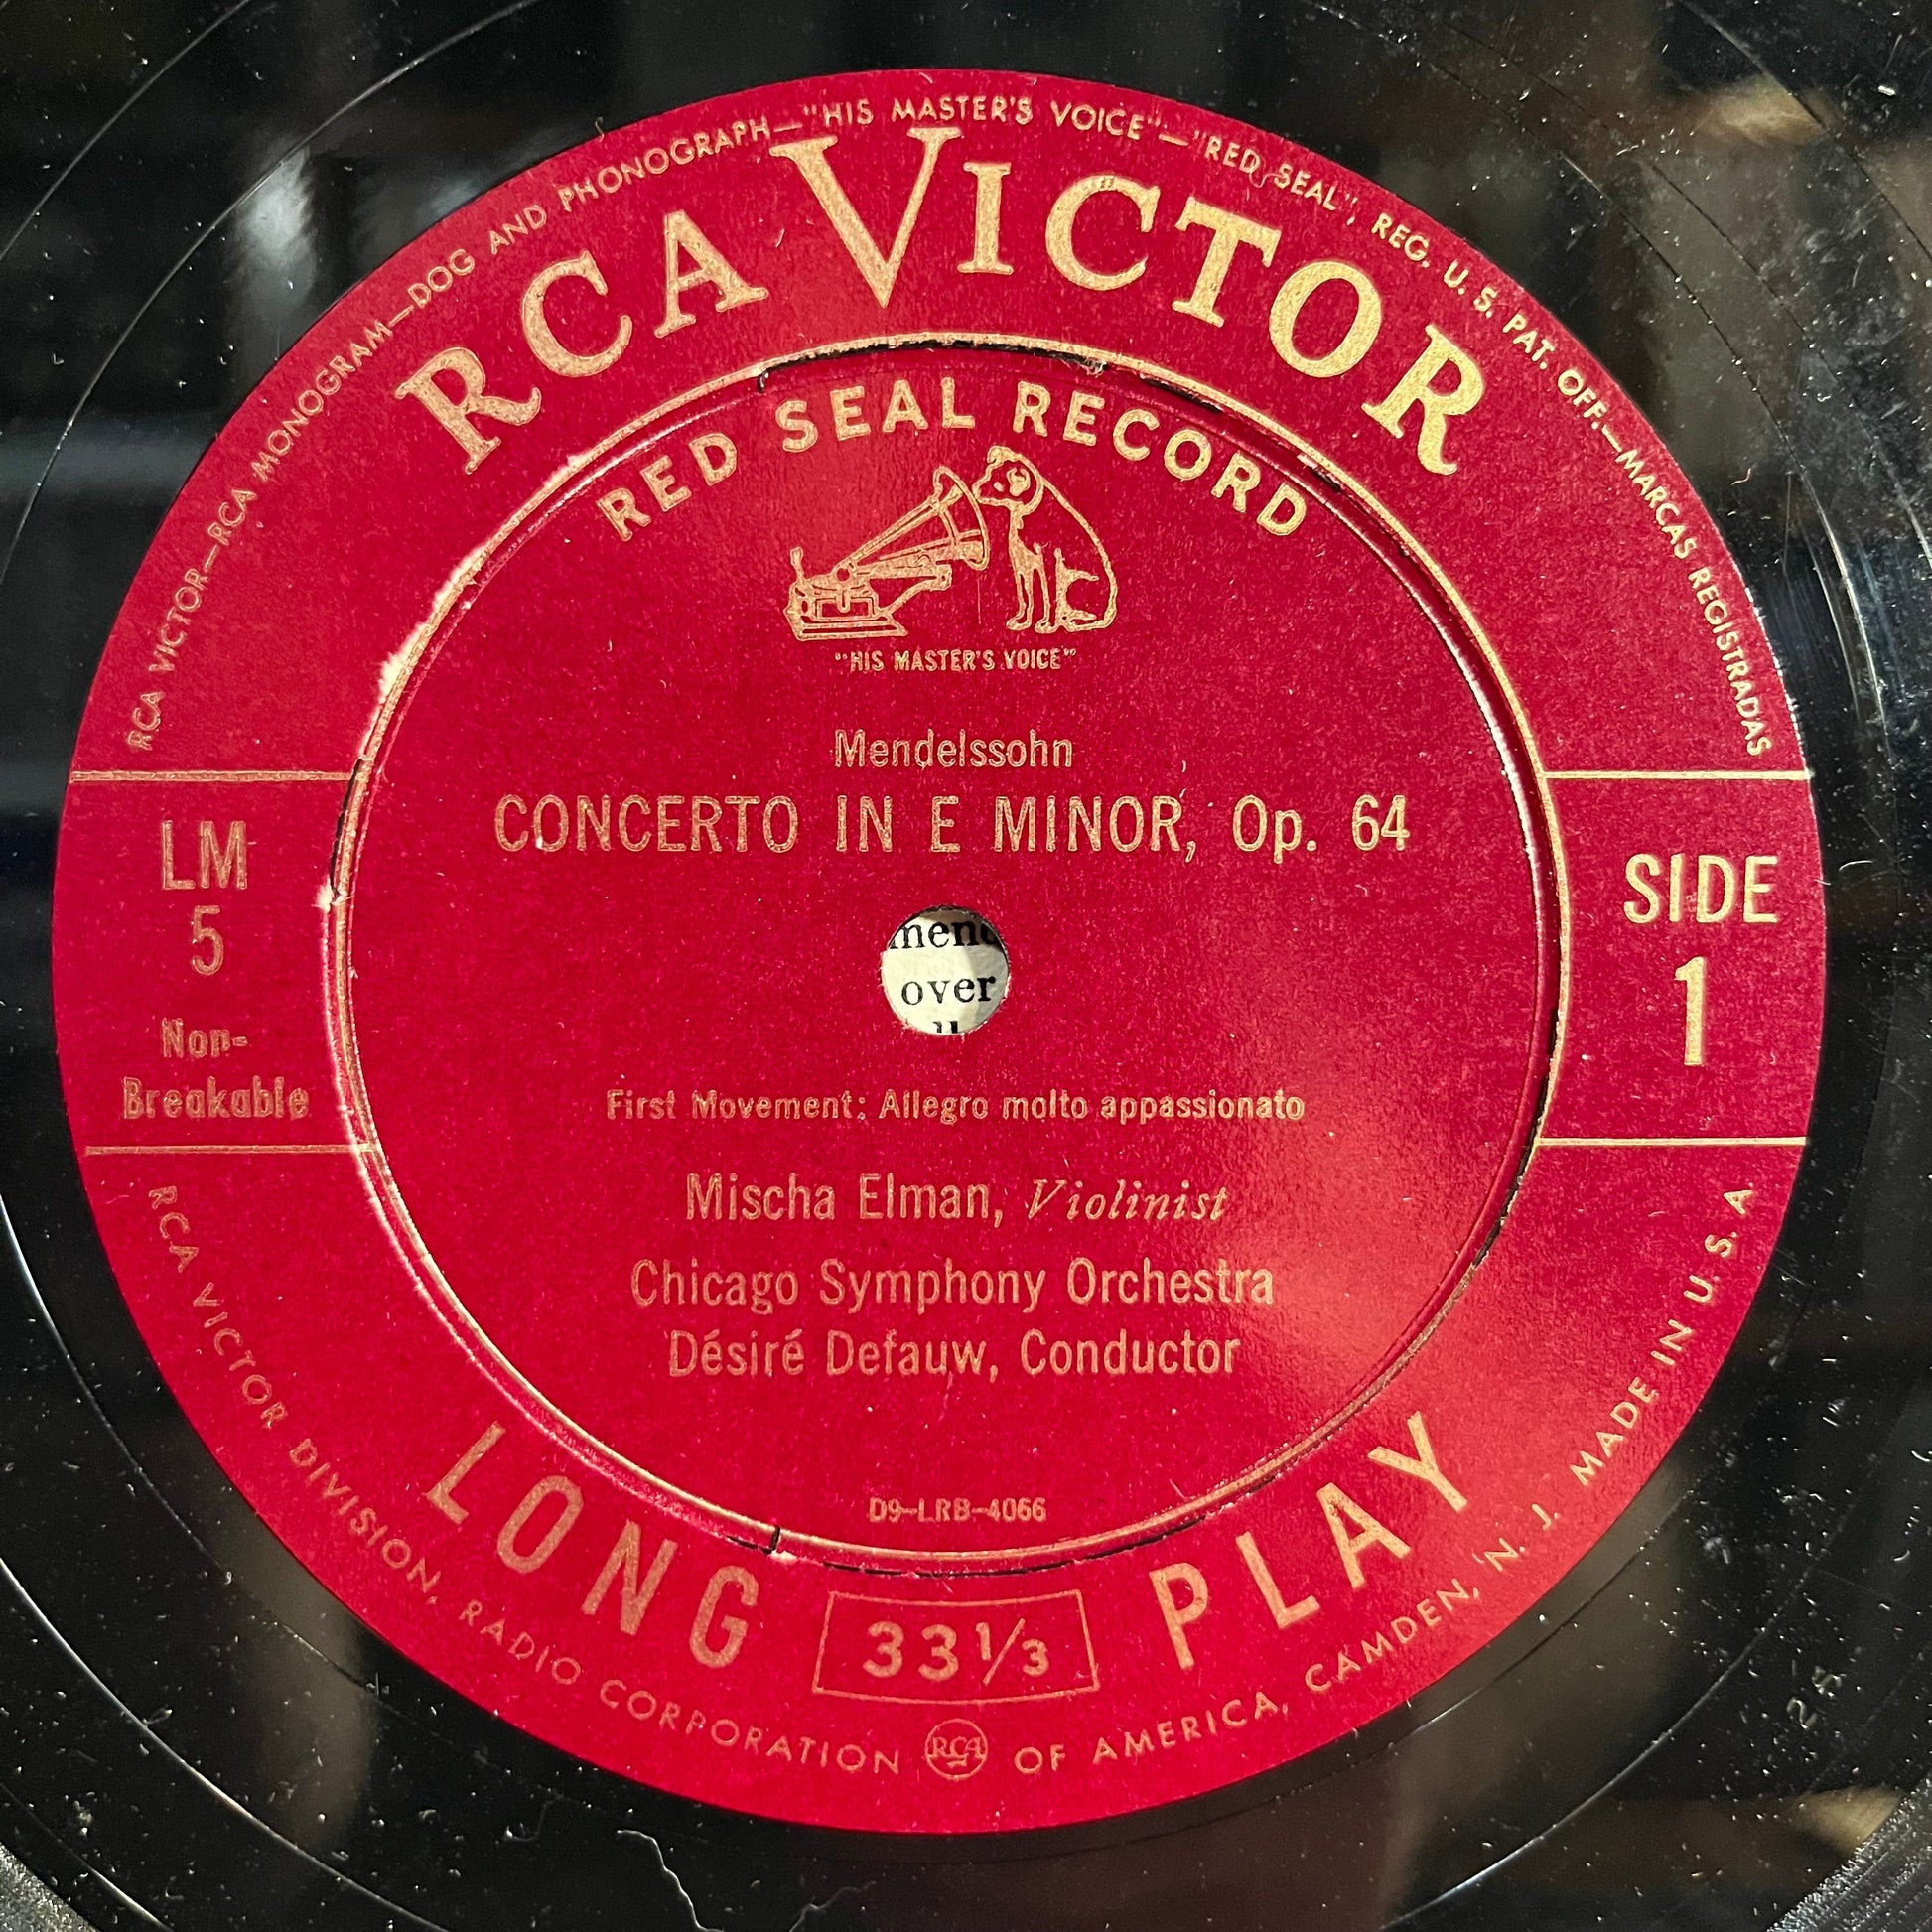 RCA VICTOR—RCA MONOGRAM—DOG AND PHONOGRAPH—"HIS MASTER'S VOICE"—"RED SEAL", REG. U. S. PAT. OFF.—MARCAS REGISTRADAS
RCA VICTOR
RED SEAL RECORD
"HIS MASTER'S VOICE"
Mendelssohn
CONCERTO IN E MINOR, Op. 64
LM
5
Non-
Breakable
SIDE
1
over
First Movement: Allegro molto appassionato
Mischa Elman, Violinist
Chicago Symphony Orchestra
Désiré Defauw, Conductor
D9-LRB-4066
LONG 33 1/3 PLAY
RCA VICTOR DIVISION, RADIO CORPORATION RCA OF AMERICA, CAMDEN, N. J. MADE IN U. S. A